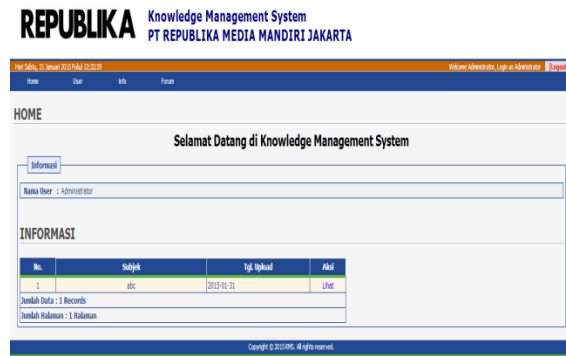 REPUBLIKA Knowledge Management System
PT REPUBLIKA MEDIA MANDIRI JAKARTA
Hari Sabtu, 31 Januari 2015 Pukul 12:32:59 Welcome Administrator, Login as Administrator [Logout
Home User Info Forum
HOME
Selamat Datang di Knowledge Management System
Informasi
Nama User : Administrator
INFORMASI
No. Subjek Tgl. Upload Aksi
1 abc 2015-01-31 Lihat
Jumlah Data : 1 Records
Jumlah Halaman : 1 Halaman
Copyright © 2015 KMS. All rights reserved.